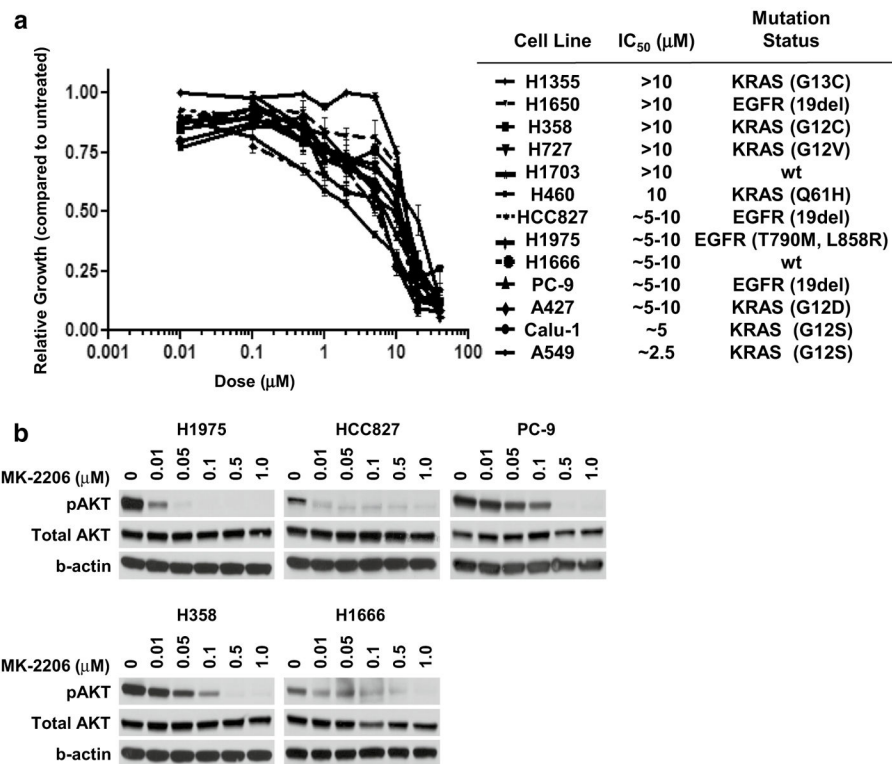 a
Relative Growth (compared to untreated)
1.00
0.75
0.50
0.25
0.00
0.001
0.01
0.1
1
10
100
Dose (μM)
Cell Line IC50 (μM) Mutation Status
H1355 >10 KRAS (G13C)
H1650 >10 EGFR (19del)
H358 >10 KRAS (G12C)
H727 >10 KRAS (G12V)
H1703 >10 wt
H460 10 KRAS (Q61H)
HCC827 ~5-10 EGFR (19del)
H1975 ~5-10 EGFR (T790M, L858R)
H1666 ~5-10 wt
PC-9 ~5-10 EGFR (19del)
A427 ~5-10 KRAS (G12D)
Calu-1 ~5 KRAS (G12S)
A549 ~2.5 KRAS (G12S)
b
H1975 HCC827 PC-9
MK-2206 (μM) 0 0.01 0.05 0.1 0.5 1.0 0 0.01 0.05 0.1 0.5 1.0 0 0.01 0.05 0.1 0.5 1.0
pAKT
Total AKT
b-actin
H358 H1666
MK-2206 (μM) 0 0.01 0.05 0.1 0.5 1.0 0 0.01 0.05 0.1 0.5 1.0
pAKT
Total AKT
b-actin